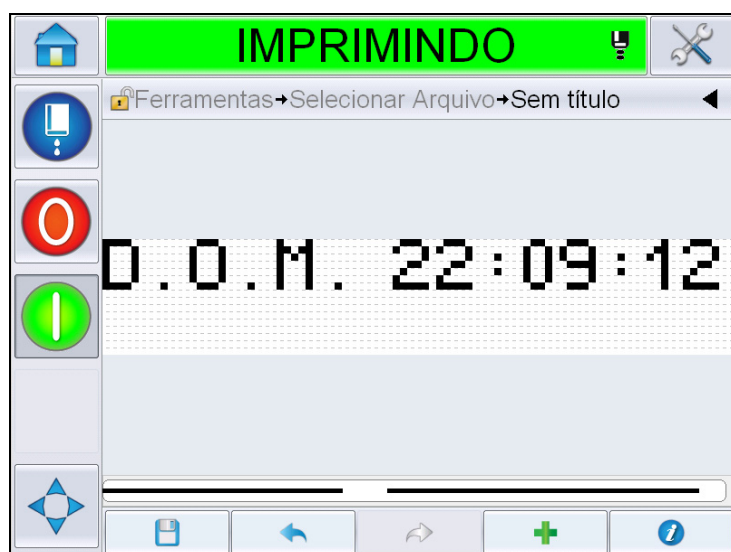 IMPRIMINDO
Ferramentas→Selecionar Arquivo→Sem título
D.O.M. 22:09:12